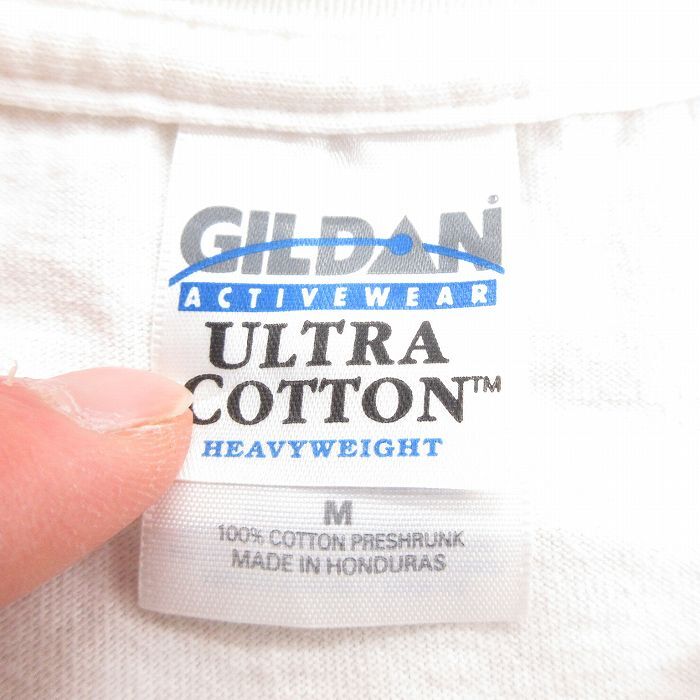 GILDAN®
ACTIVEWEAR
ULTRA
COTTON™
HEAVYWEIGHT
M
100% COTTON PRESHRUNK
MADE IN HONDURAS